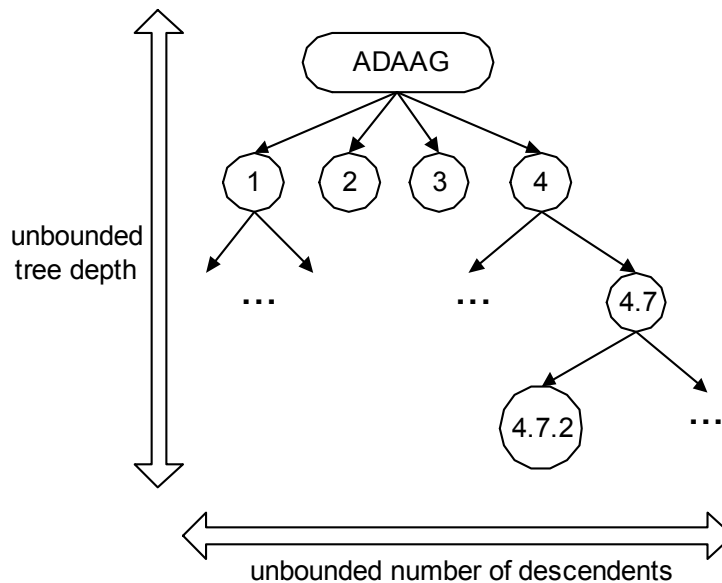 ADAAG
1 2 3 4
unbounded
tree depth
... ...
4.7
4.7.2
...
unbounded number of descendents